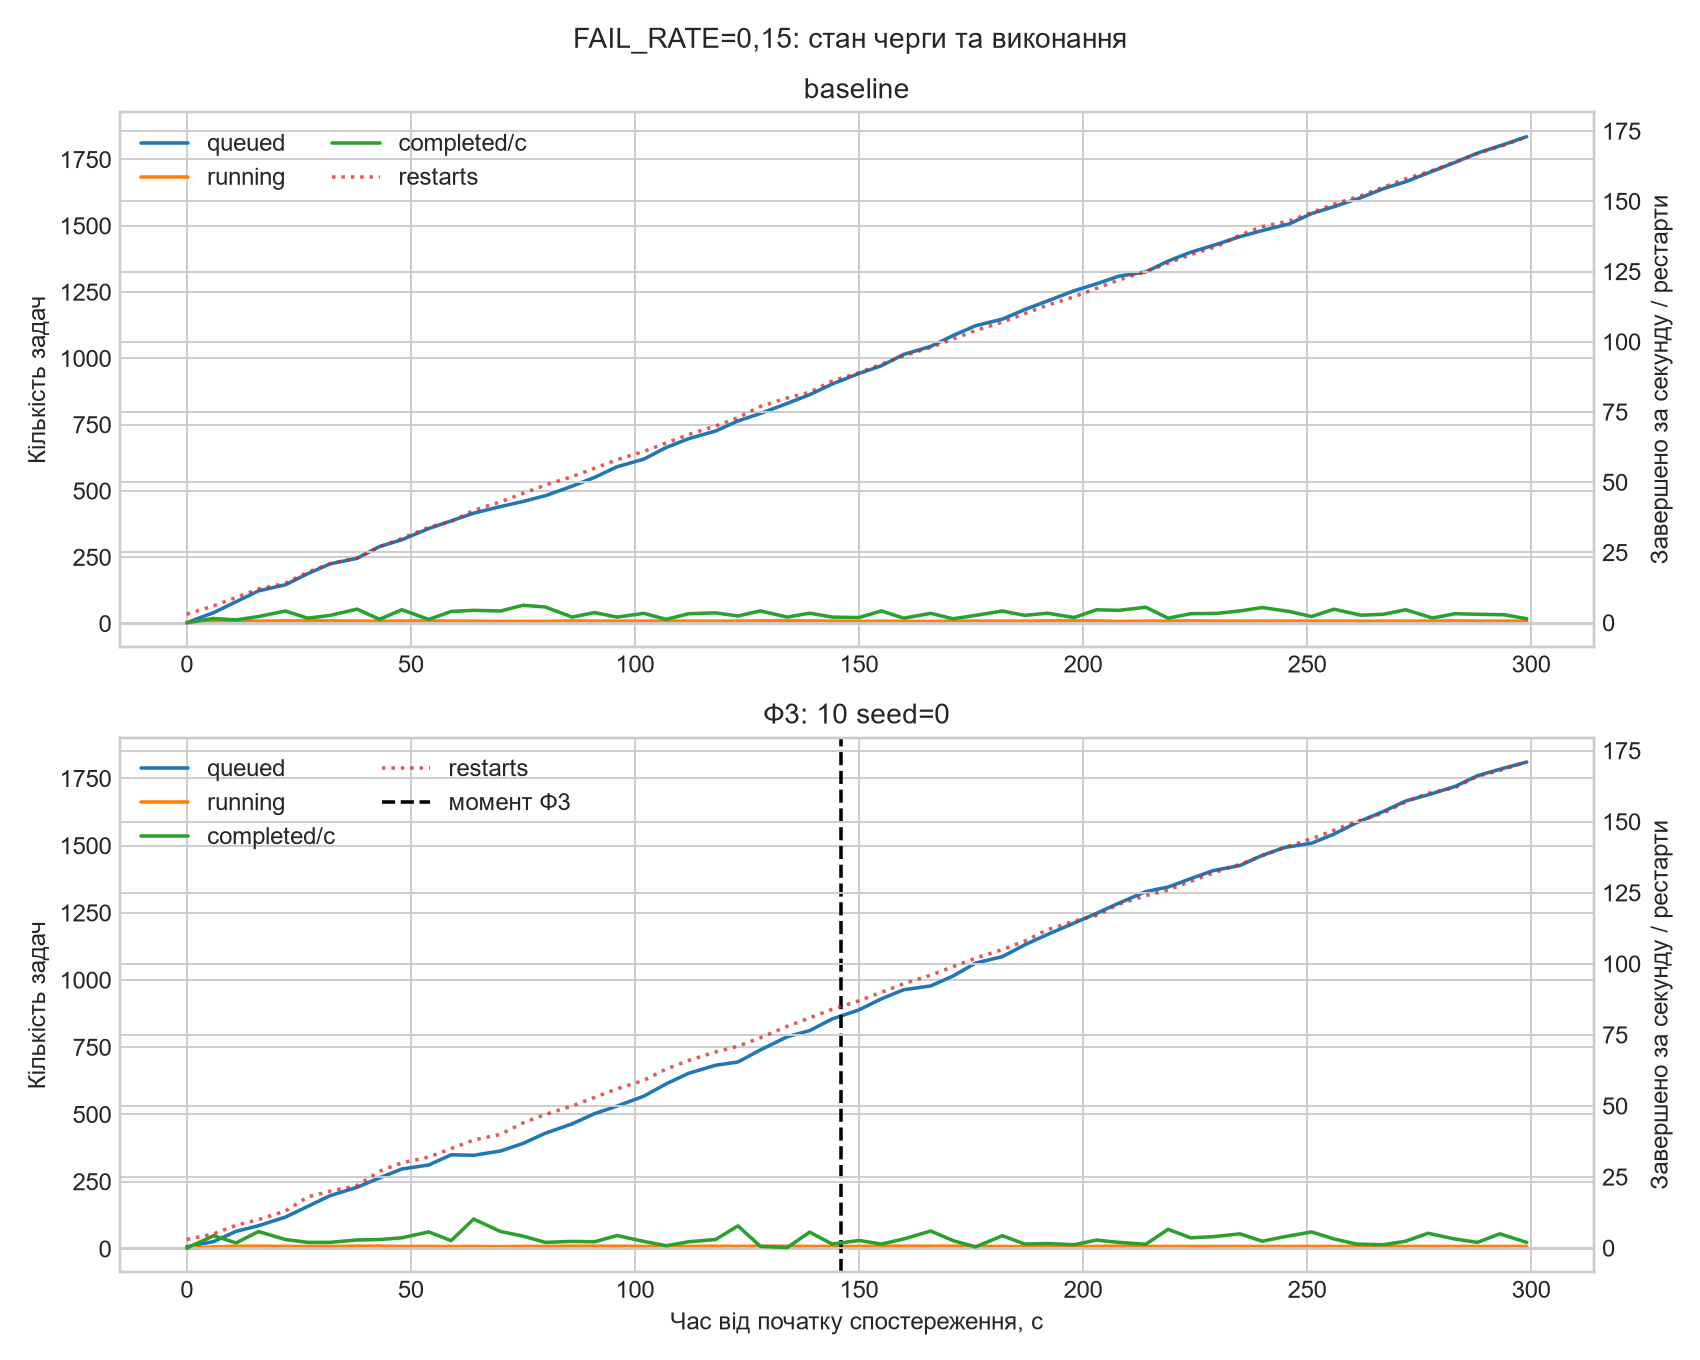 FAIL_RATE=0,15: стан черги та виконання
baseline
queued
running
completed/с
restarts
Кількість задач
1750
1500
1250
1000
750
500
250
0
175
150
125
100
75
50
25
0
Завершено за секунду / рестарти
0 50 100 150 200 250 300
Ф3: 10 seed=0
queued
running
completed/с
restarts
момент Ф3
Кількість задач
1750
1500
1250
1000
750
500
250
0
175
150
125
100
75
50
25
0
Завершено за секунду / рестарти
0 50 100 150 200 250 300
Час від початку спостереження, с